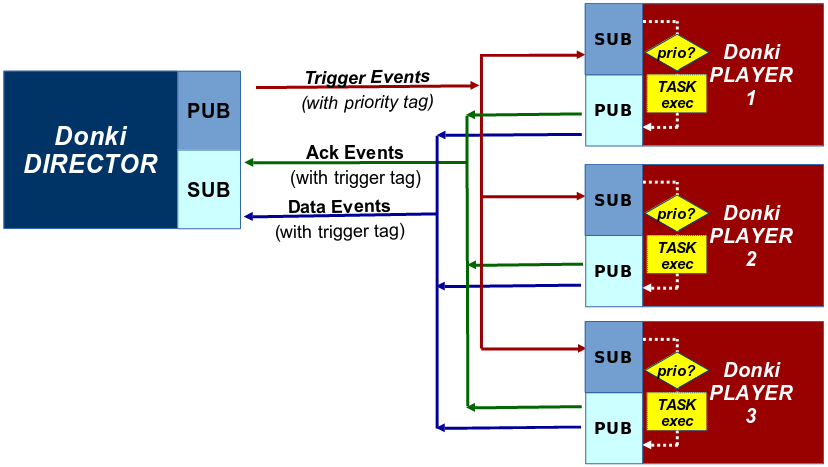 Donki
DIRECTOR
PUB
SUB
Trigger Events
(with priority tag)
Ack Events
(with trigger tag)
Data Events
(with trigger tag)
SUB
PUB
prio?
TASK
exec
Donki
PLAYER
1
SUB
PUB
prio?
TASK
exec
Donki
PLAYER
2
SUB
PUB
prio?
TASK
exec
Donki
PLAYER
3